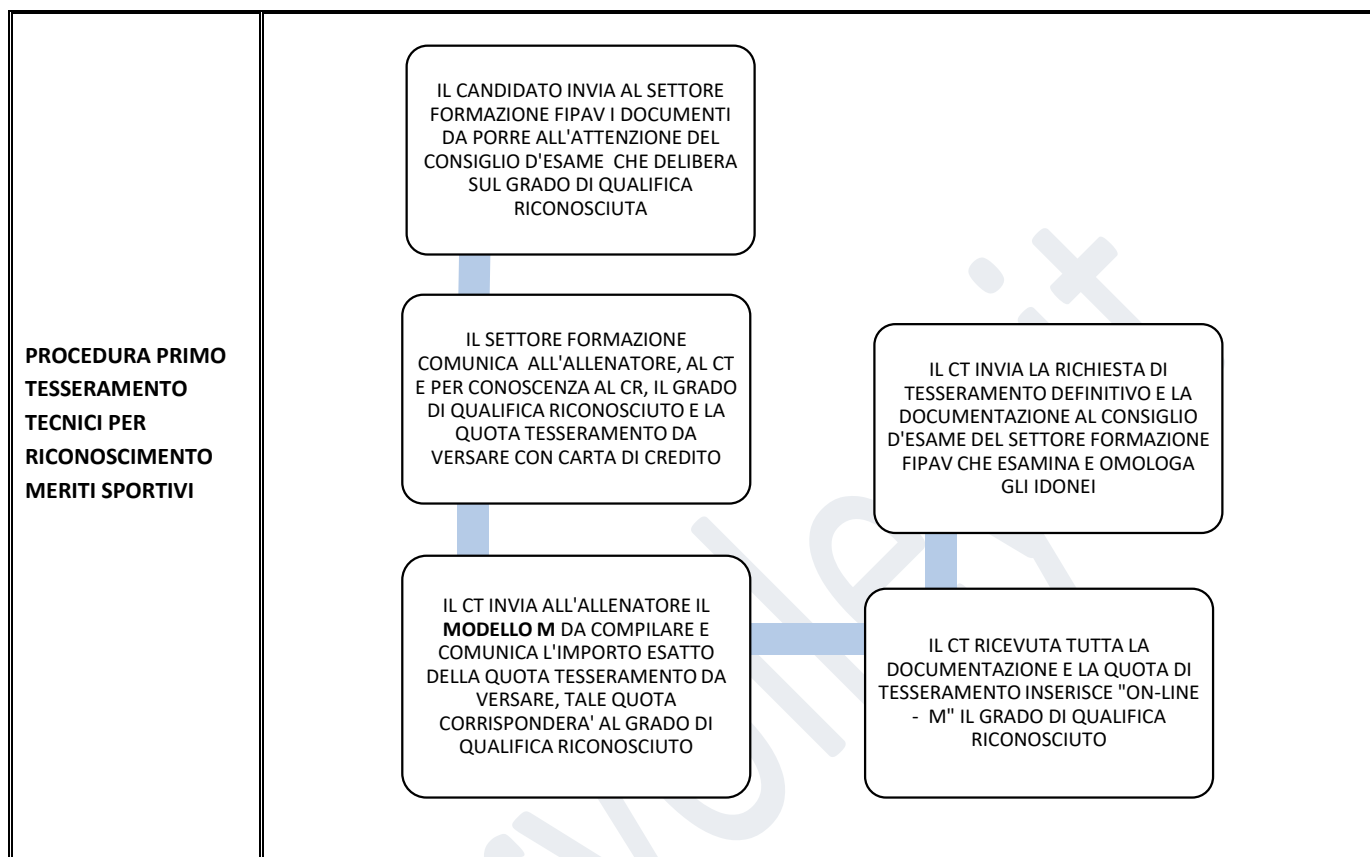 PROCEDURA PRIMO
TESSERAMENTO
TECNICI PER
RICONOSCIMENTO
MERITI SPORTIVI
IL CANDIDATO INVIA AL SETTORE
FORMAZIONE FIPAV I DOCUMENTI
DA PORRE ALL'ATTENZIONE DEL
CONSIGLIO D'ESAME CHE DELIBERA
SUL GRADO DI QUALIFICA
RICONOSCIUTA
IL SETTORE FORMAZIONE
COMUNICA ALL'ALLENATORE, AL CT
E PER CONOSCENZA AL CR, IL GRADO
DI QUALIFICA RICONOSCIUTO E LA
QUOTA TESSERAMENTO DA
VERSARE CON CARTA DI CREDITO
IL CT INVIA ALL'ALLENATORE IL
MODELLO M DA COMPILARE E
COMUNICA L'IMPORTO ESATTO
DELLA QUOTA TESSERAMENTO DA
VERSARE, TALE QUOTA
CORRISPONDERA' AL GRADO DI
QUALIFICA RICONOSCIUTO
IL CT RICEVUTA TUTTA LA
DOCUMENTAZIONE E LA QUOTA DI
TESSERAMENTO INSERISCE "ON-LINE
- M" IL GRADO DI QUALIFICA
RICONOSCIUTO
IL CT INVIA LA RICHIESTA DI
TESSERAMENTO DEFINITIVO E LA
DOCUMENTAZIONE AL CONSIGLIO
D'ESAME DEL SETTORE FORMAZIONE
FIPAV CHE ESAMINA E OMOLOGA
GLI IDONEI